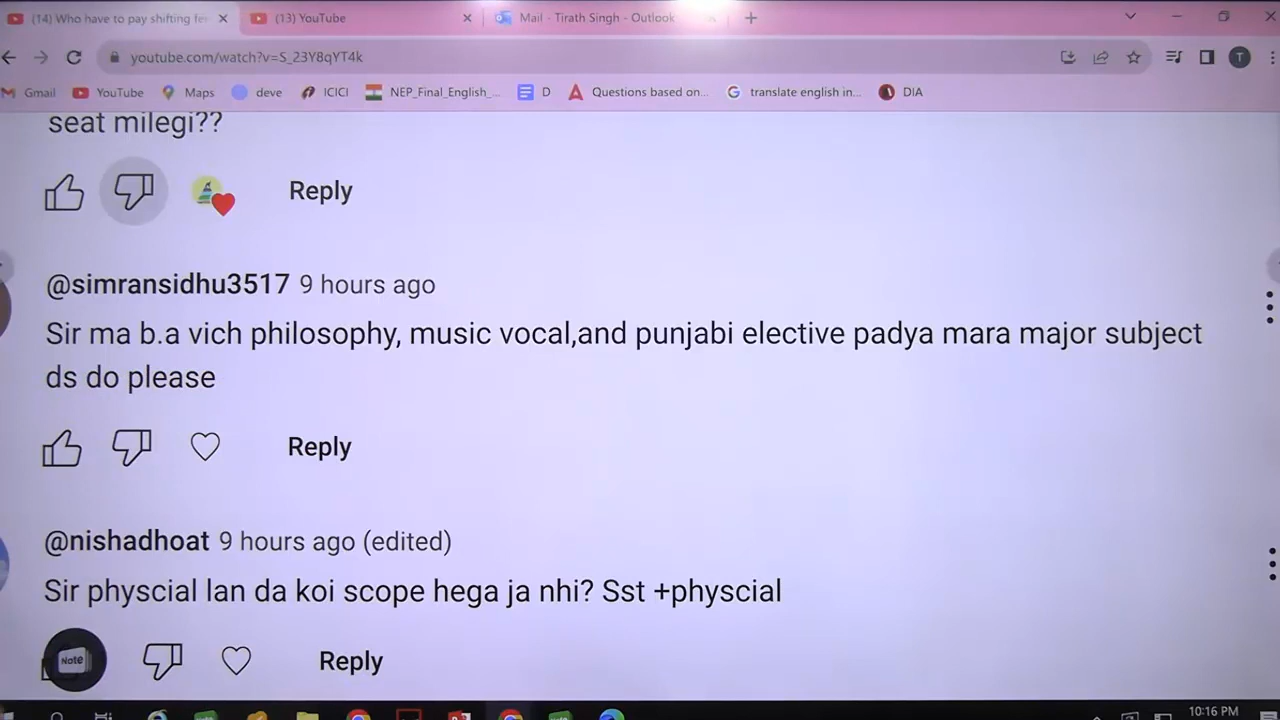 (14) Who have to pay shifting fe
(13) YouTube
Mail - Tirath Singh - Outlook
youtube.com/watch?v=S_23Y8qYT4k
T
Gmail
YouTube
Maps
deve
ICICI
NEP_Final_English_...
D
Questions based on...
translate english in...
DIA
seat milegi??
Reply
@simransidhu3517 9 hours ago
Sir ma b.a vich philosophy, music vocal,and punjabi elective padya mara major subject
ds do please
Reply
@nishadhoat 9 hours ago (edited)
Sir physcial lan da koi scope hega ja nhi? Sst +physcial
Note
Reply
10:16 PM